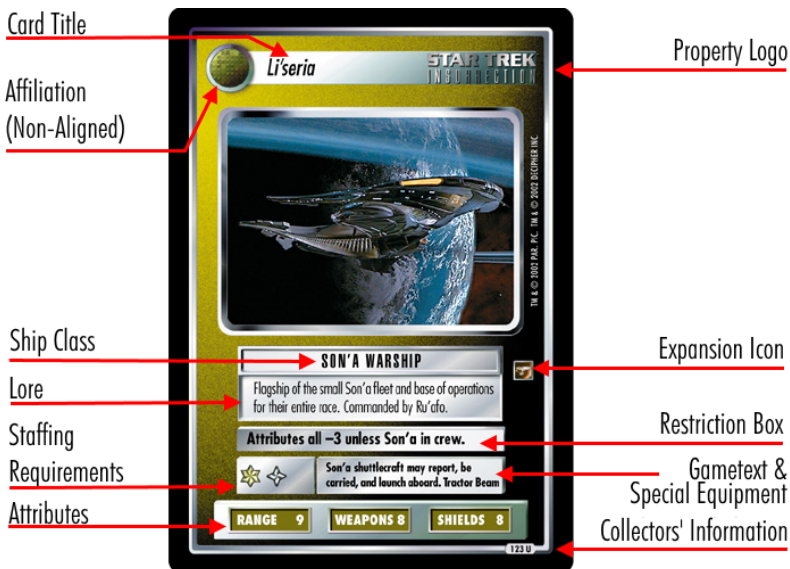 Card Title
Affiliation
(Non-Aligned)
Ship Class
Lore
Staffing
Requirements
Attributes
Li'seria
STAR TREK
INSURRECTION
TM & © 2002 PAR. PIC. TM & © 2002 DECIPHER INC.
SON'A WARSHIP
Flagship of the small Son'a fleet and base of operations
for their entire race. Commanded by Ru'afo.
Attributes all –3 unless Son'a in crew.
Son'a shuttlecraft may report, be
carried, and launch aboard. Tractor Beam
RANGE 9 WEAPONS 8 SHIELDS 8
123 U
Property Logo
Expansion Icon
Restriction Box
Gametext &
Special Equipment
Collectors' Information